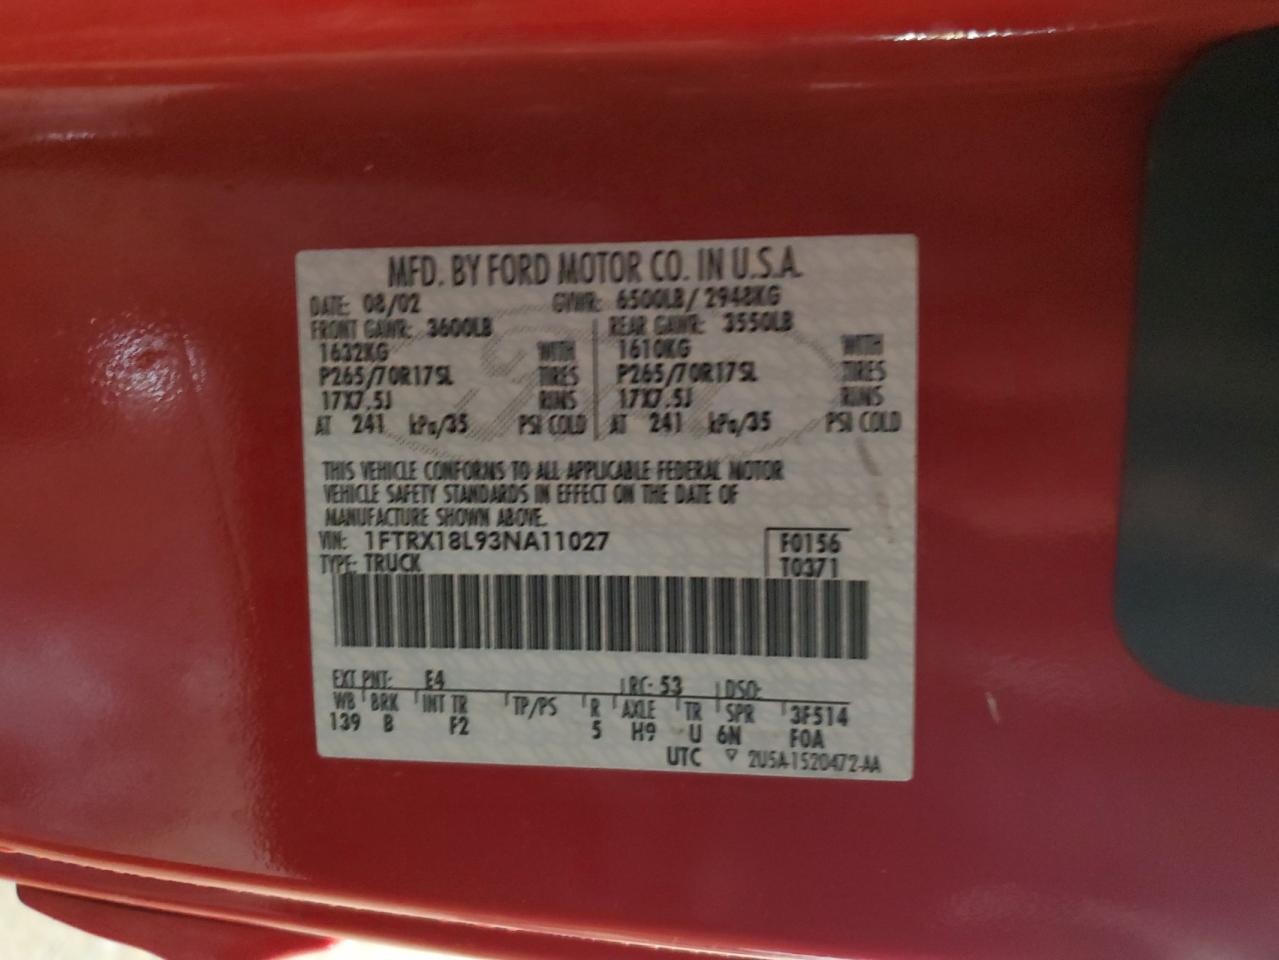 MFD. BY FORD MOTOR CO. IN U.S.A.
DATE: 08/02 GVWR: 6500LB/ 2948KG
FRONT GAWR: 3600LB REAR GAWR: 3550LB
1632KG WITH 1610KG WITH
P265/70R17SL TIRES P265/70R17SL TIRES
17X7.5J RIMS 17X7.5J RIMS
AT 241 kPa/35 PSI COLD AT 241 kPa/35 PSI COLD
THIS VEHICLE CONFORMS TO ALL APPLICABLE FEDERAL MOTOR
VEHICLE SAFETY STANDARDS IN EFFECT ON THE DATE OF
MANUFACTURE SHOWN ABOVE.
VIN: 1FTRX18L93NA11027 F0156
TYPE: TRUCK T0371
EXT PNT: E4 RC: 53 DSO:
WB BRK INT TR TP/PS R AXLE TR SPR 3F514
139 B F2 5 H9 U 6N F0A
UTC ▽ 2U5A-1520472-AA